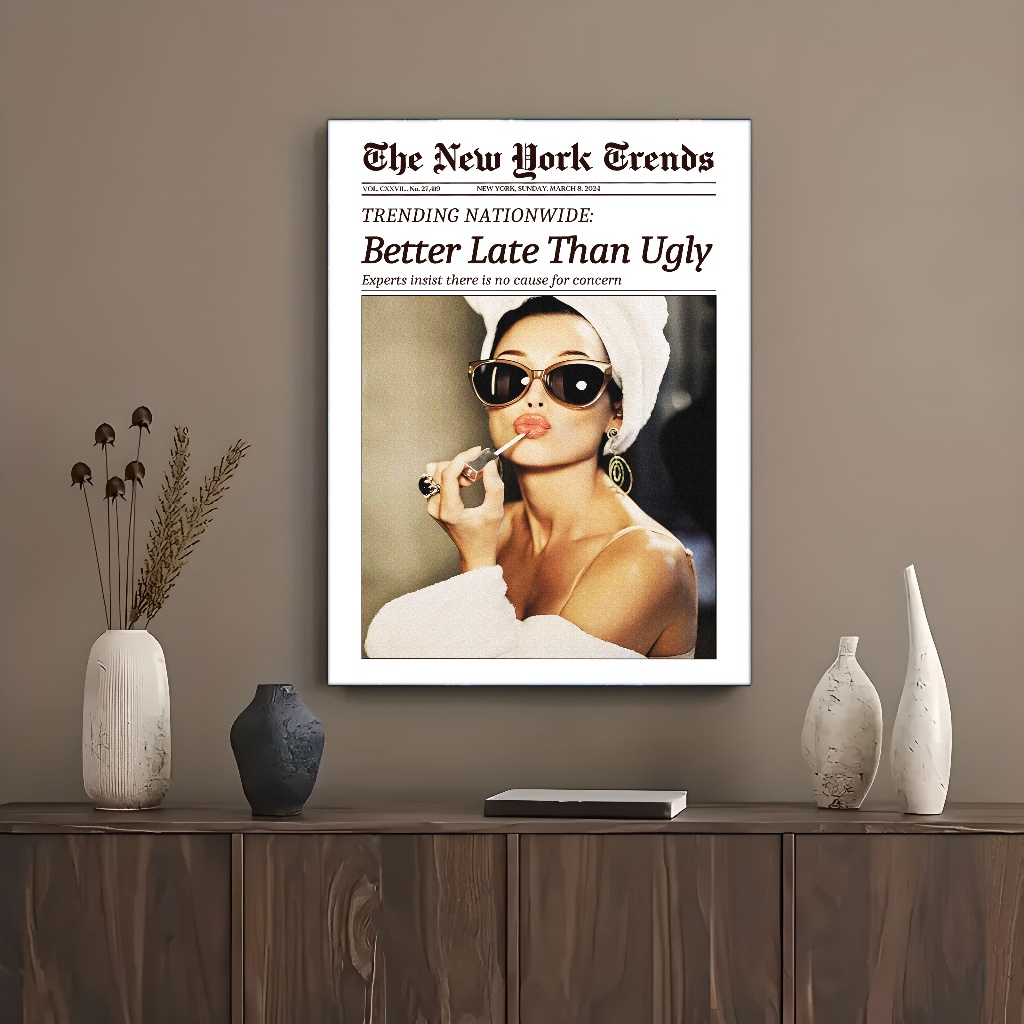 The New York Trends
VOL. CXXVII... No. 27,419 NEW YORK, SUNDAY, MARCH 8, 2024
TRENDING NATIONWIDE:
Better Late Than Ugly
Experts insist there is no cause for concern